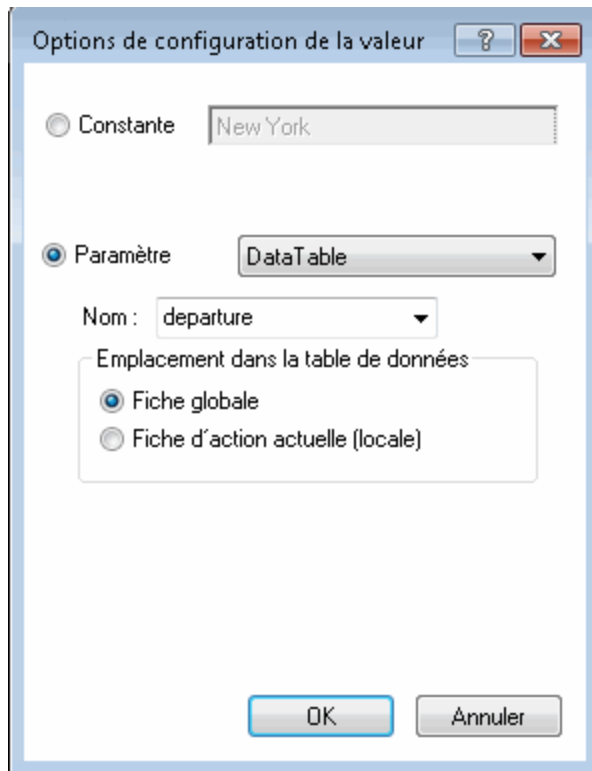 Options de configuration de la valeur ?
Constante New York
Paramètre DataTable
Nom : departure
Emplacement dans la table de données
Fiche globale
Fiche d´action actuelle (locale)
OK Annuler